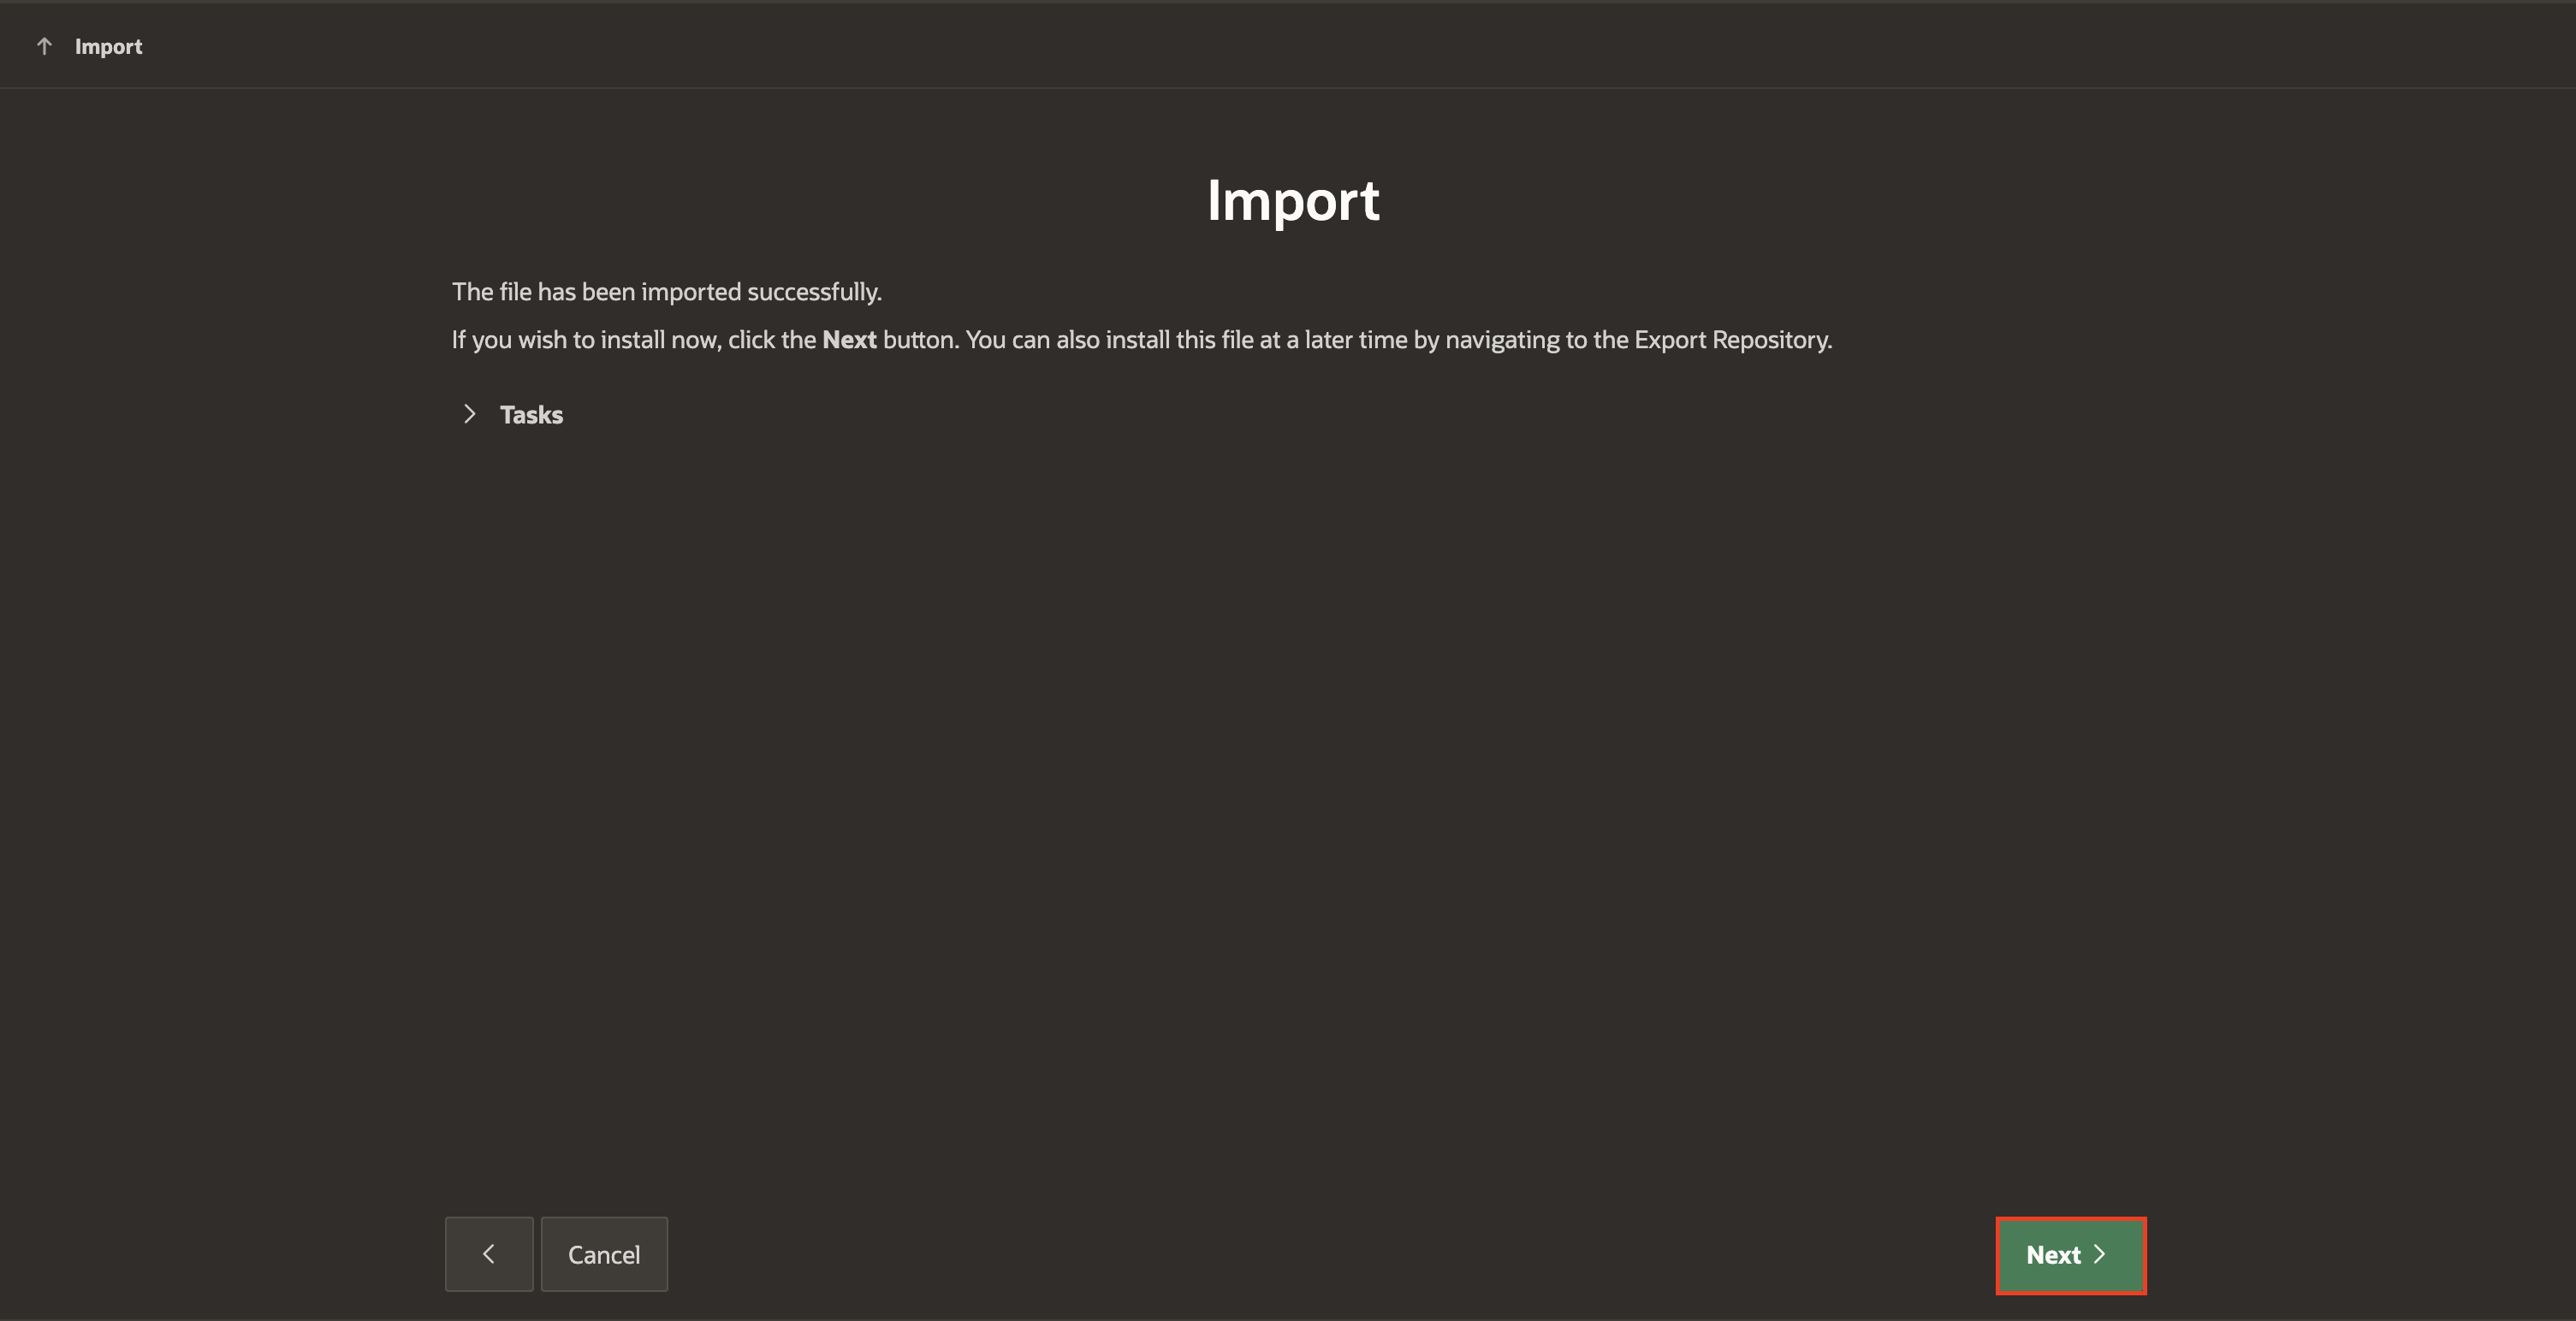 Import
Import
The file has been imported successfully.
If you wish to install now, click the Next button. You can also install this file at a later time by navigating to the Export Repository.
Tasks
Cancel
Next